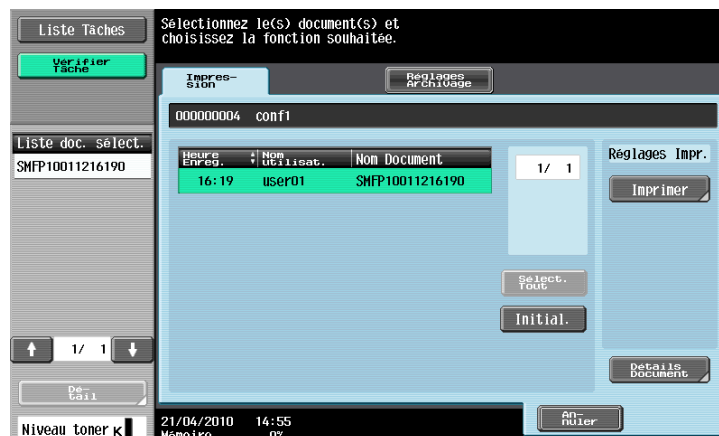 Liste Tâches
Vérifier
Tâche
Liste doc. sélect.
SMFP10011216190
1/ 1
Dé-
tail
Niveau toner K
Sélectionnez le(s) document(s) et
choisissez la fonction souhaitée.
Impres-
sion
Réglages
Archivage
000000004 conf1
Heure
Enreg.
Nom
utilisat.
Nom Document
16:19 user01 SMFP10011216190
1/ 1
Sélect.
Tout
Initial.
Réglages Impr.
Imprimer
Détails
Document
21/04/2010 14:55
Mémoire 0%
An-
nuler